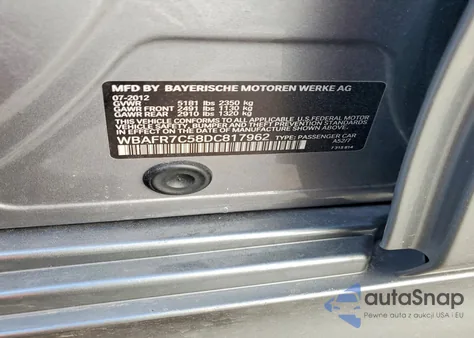 MFD BY BAYERISCHE MOTOREN WERKE AG
07-2012
GVWR 5181 lbs 2350 kg
GAWR FRONT 2491 lbs 1130 kg
GAWR REAR 2910 lbs 1320 kg
THIS VEHICLE CONFORMS TO ALL APPLICABLE U.S. FEDERAL
MOTOR VEHICLE SAFETY, BUMPER, AND THEFT PREVENTION
STANDARDS IN EFFECT ON THE DATE OF MANUFACTURE
SHOWN ABOVE.
WBAFR7C58DC817962 TYPE: PASSENGER CAR
A52/7
autoSnap
Pewne auta z aukcji USA i EU